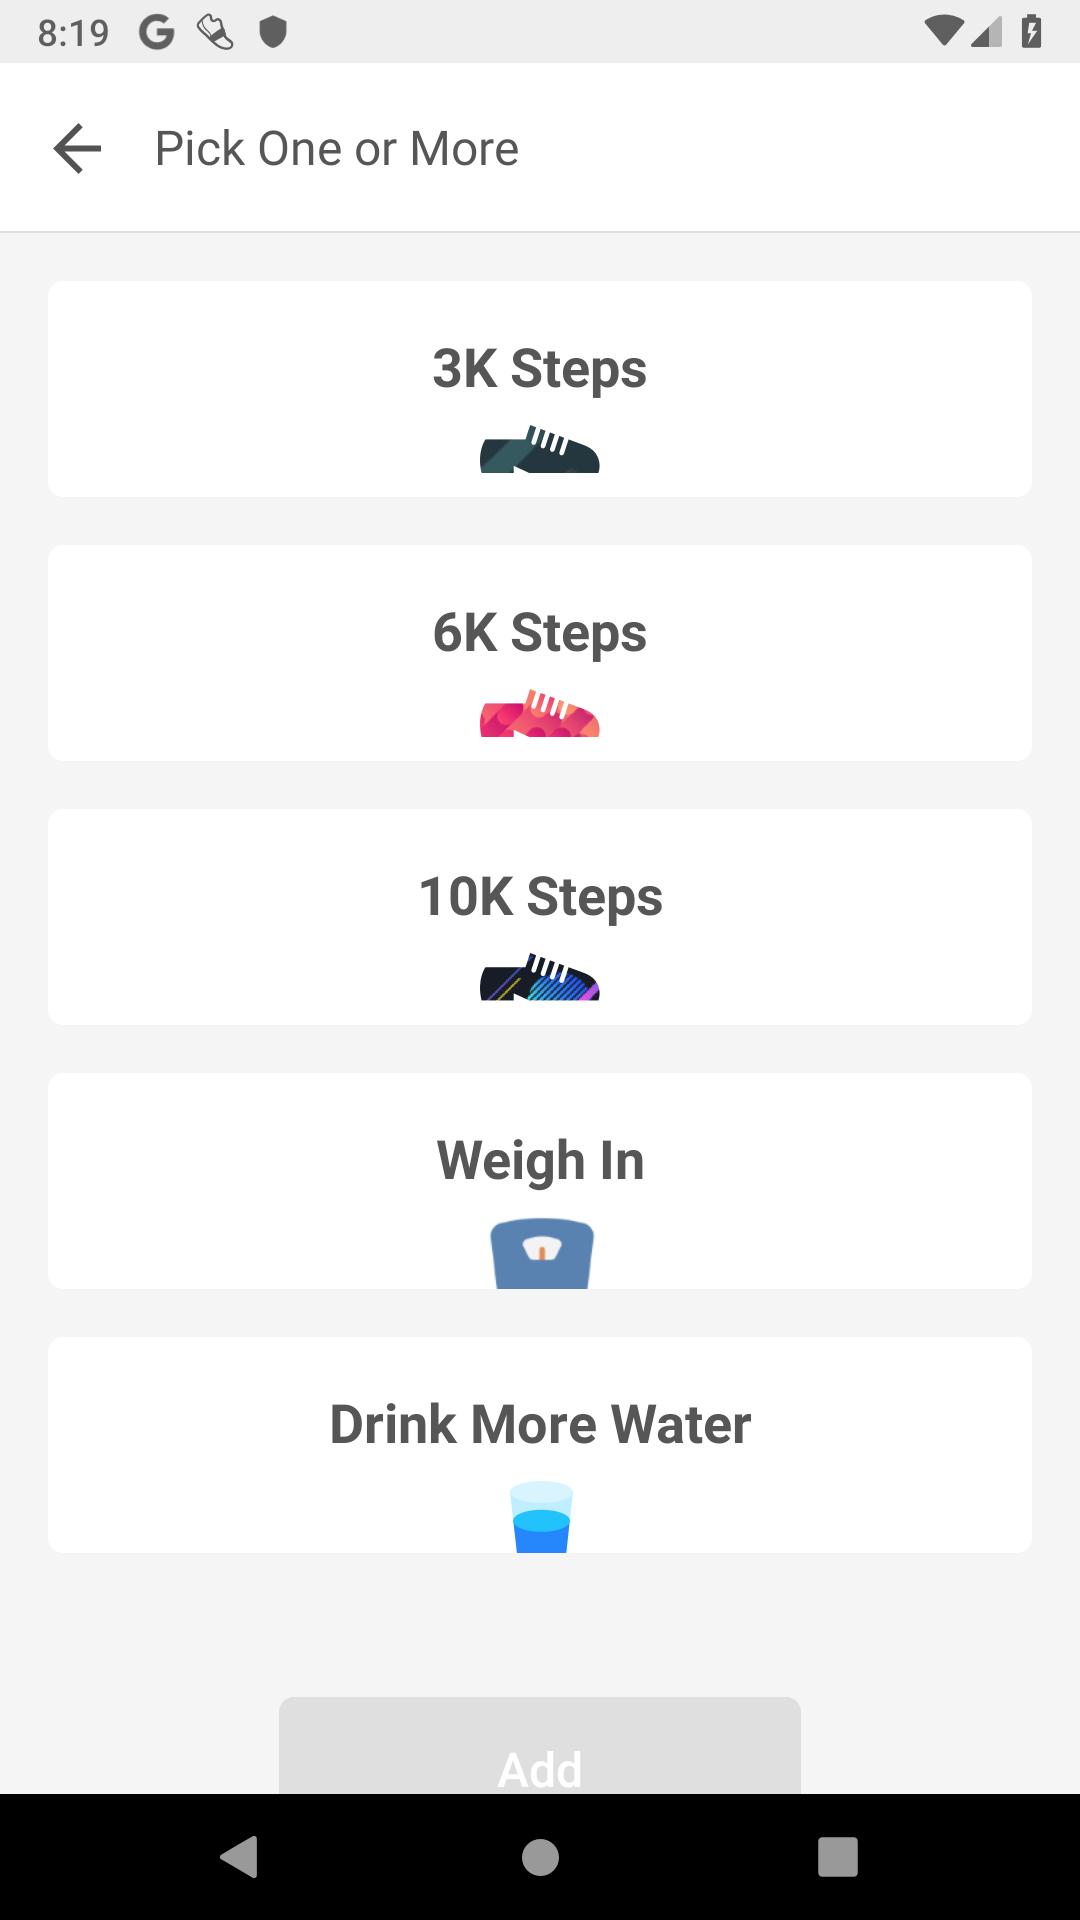 8:19
Pick One or More
3K Steps
6K Steps
10K Steps
Weigh In
Drink More Water
Add